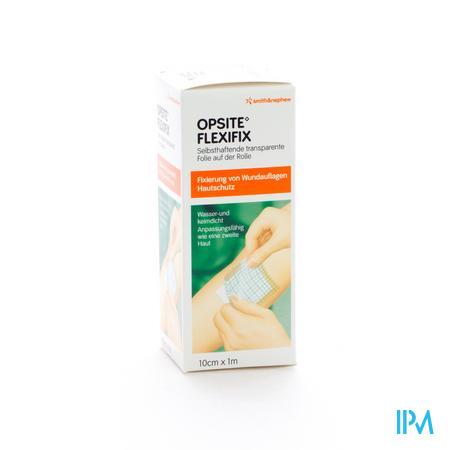 smith&nephew
OPSITE◊
FLEXIFIX
Selbsthaftende transparente
Folie auf der Rolle
Fixierung von Wundauflagen
Hautschutz
Wasser-und
keimdicht
Anpassungsfähig
wie eine zweite
Haut
10cm x 1m
IPM